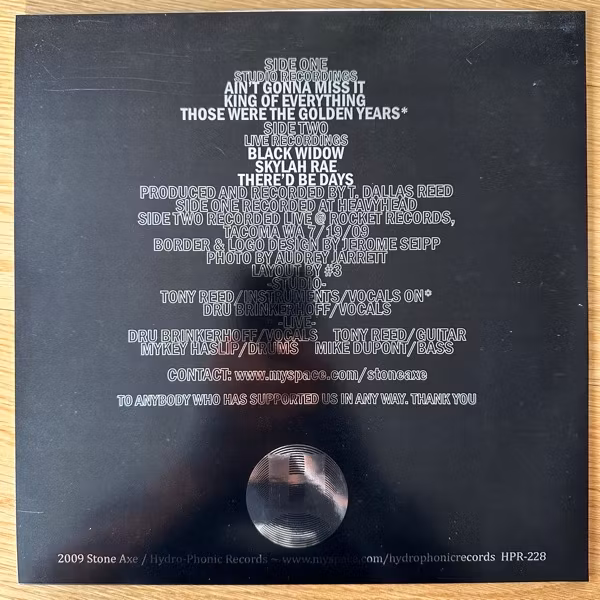 SIDE ONE
STUDIO RECORDINGS
AIN'T GONNA MISS IT
KING OF EVERYTHING
THOSE WERE THE GOLDEN YEARS*
SIDE TWO
LIVE RECORDINGS
BLACK WIDOW
SKYLAH RAE
THERE'D BE DAYS
PRODUCED AND RECORDED BY T. DALLAS REED
SIDE ONE RECORDED AT HEAVYHEAD
SIDE TWO RECORDED LIVE @ ROCKET RECORDS,
TACOMA WA 7/19/09
BORDER & LOGO DESIGN BY JEROME SEIPP
PHOTO BY AUDREY JARRETT
LAYOUT BY #3
-STUDIO-
TONY REED/INSTRUMENTS/VOCALS ON*
DRU BRINKERHOFF/VOCALS
-LIVE-
DRU BRINKERHOFF/VOCALS TONY REED/GUITAR
MYKEY HASLIP/DRUMS MIKE DUPONT/BASS
CONTACT: www.myspace.com/stoneaxe
TO ANYBODY WHO HAS SUPPORTED US IN ANY WAY. THANK YOU
2009 Stone Axe / Hydro-Phonic Records ~ www.myspace.com/hydrophonicrecords HPR-228